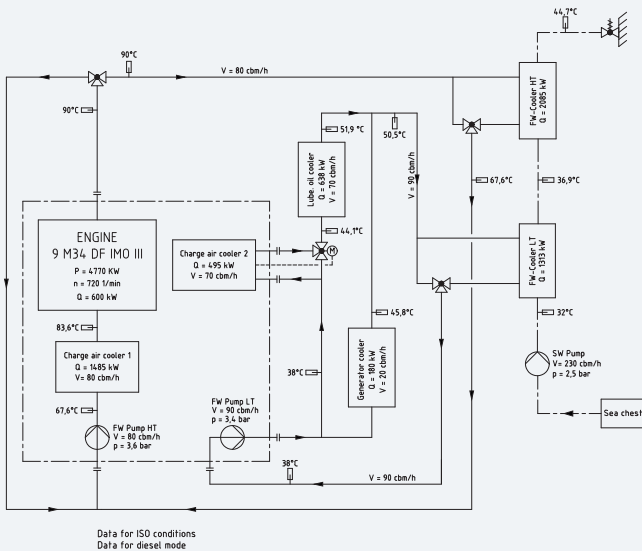 44,7°C
90°C
V = 80 cbm/h
90°C
FW-Cooler HT
Q = 2085 kW
51,9 °C
50,5°C
Lube. oil cooler
Q = 638 kW
V = 70 cbm/h
V = 90 cbm/h
67,6°C
36,9°C
44,1°C
ENGINE
9 M34 DF IMO III
P = 4770 KW
n = 720 1/min
Q = 600 kW
Charge air cooler 2
Q = 495 kW
V = 70 cbm/h
M
FW-Cooler LT
Q = 1313 kW
45,8°C
32°C
83,6°C
Charge air cooler 1
Q = 1485 kW
V= 80 cbm/h
38°C
Generator cooler
Q = 180 kW
V = 20 cbm/h
SW Pump
V = 230 cbm/h
p = 2,5 bar
67,6°C
FW Pump HT
V = 80 cbm/h
p = 3,6 bar
FW Pump LT
V = 90 cbm/h
p = 3,4 bar
Sea chest
38°C
V = 90 cbm/h
Data for ISO conditions
Data for diesel mode